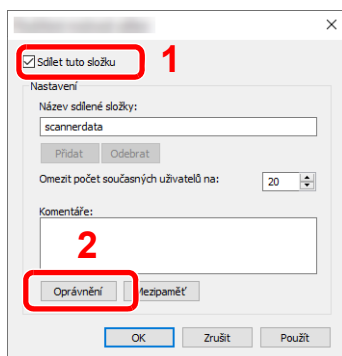 Sdílet tuto složku
1
Nastavení
Název sdílené složky:
scannerdata
Přidat Odebrat
Omezit počet současných uživatelů na: 20
Komentáře:
2
Oprávnění Mezipaměť
OK Zrušit Použít